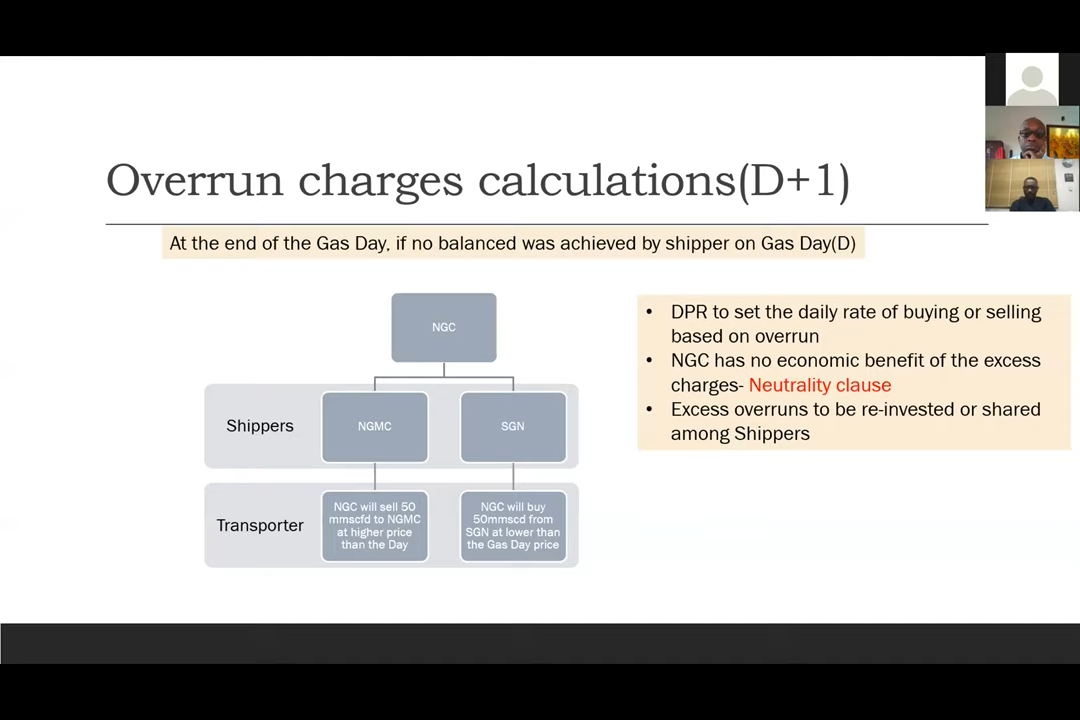 Overrun charges calculations(D+1)
At the end of the Gas Day, if no balanced was achieved by shipper on Gas Day(D)
NGC
Shippers
NGMC
SGN
Transporter
NGC will sell 50
mmscfd to NGMC
at higher price
than the Day
NGC will buy
50mmscd from
SGN at lower than
the Gas Day price
• DPR to set the daily rate of buying or selling
based on overrun
• NGC has no economic benefit of the excess
charges- Neutrality clause
• Excess overruns to be re-invested or shared
among Shippers